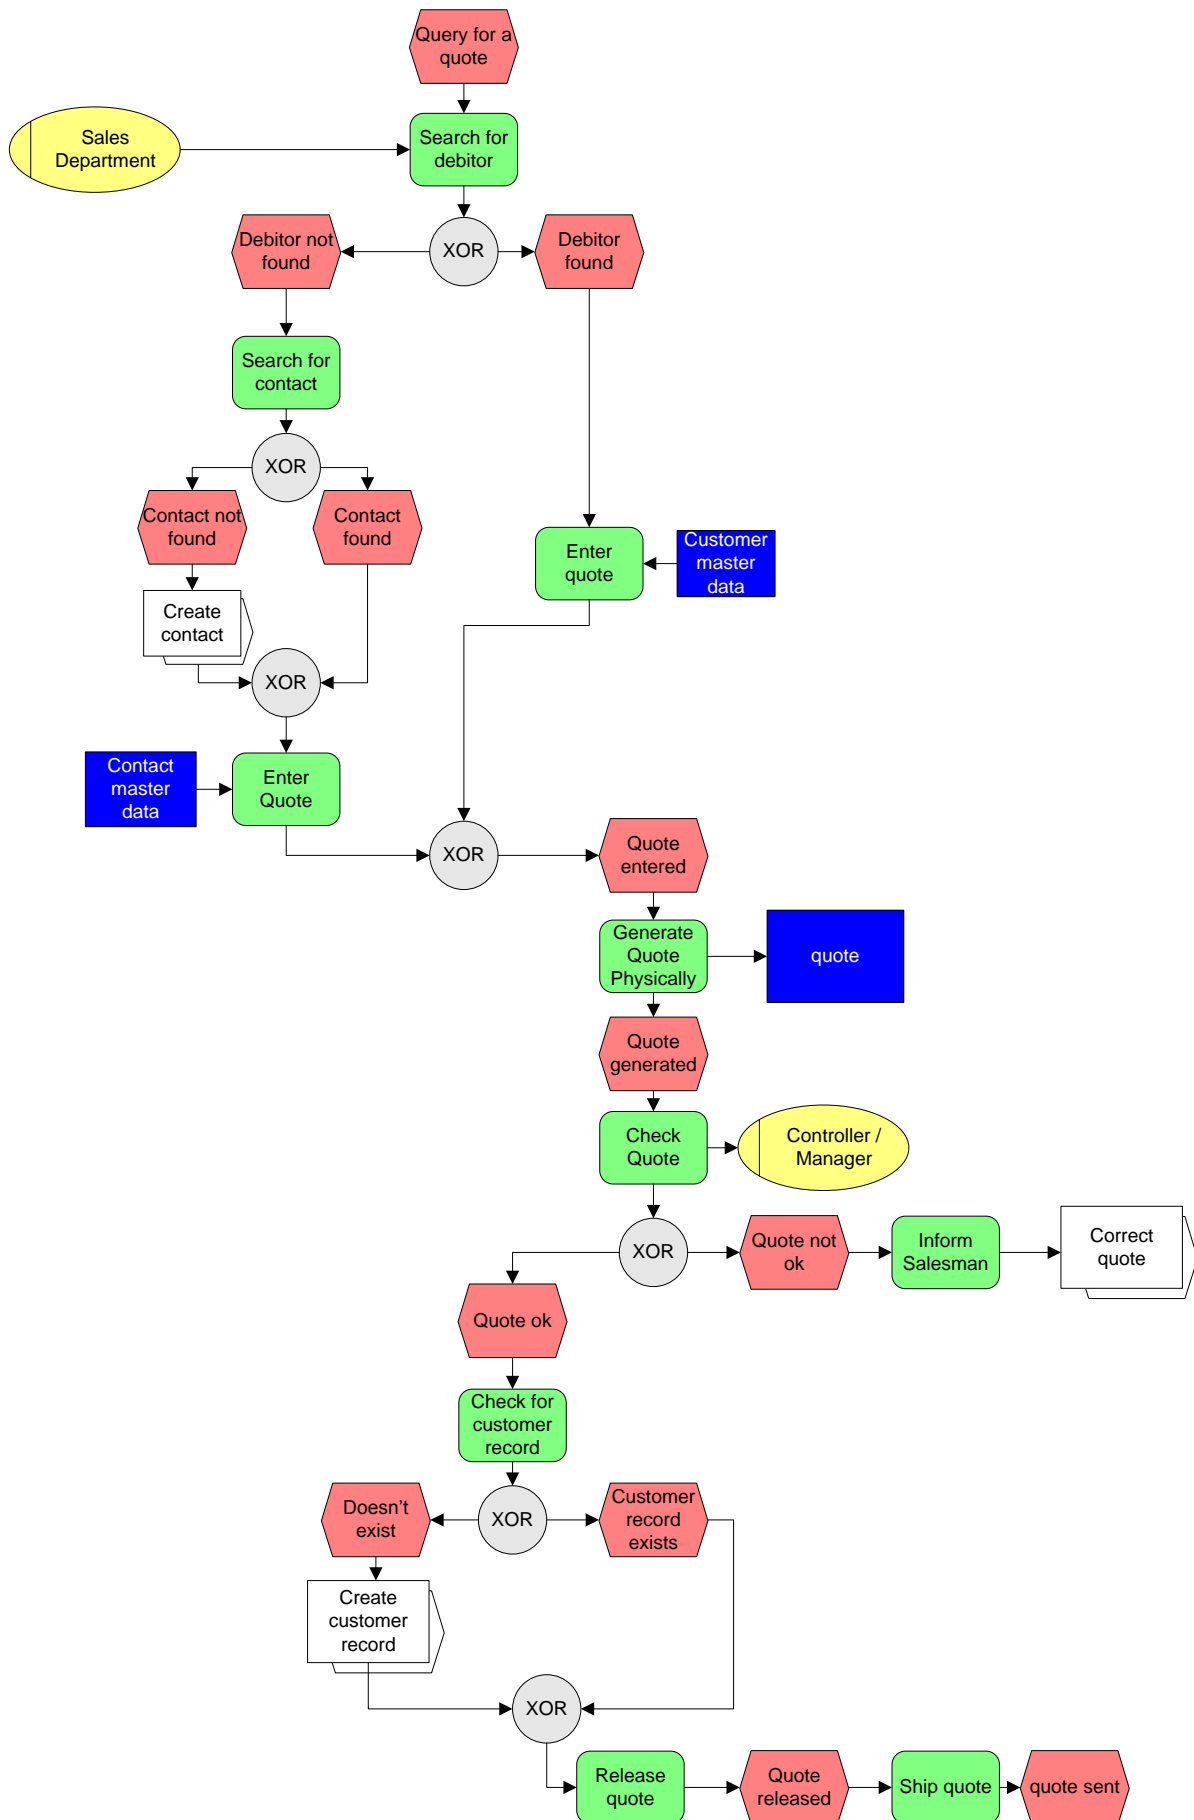 Query for a
quote
Sales
Department
Search for
debitor
Debitor not
found
XOR
Debitor
found
Search for
contact
XOR
Contact not
found
Contact
found
Enter
quote
Customer
master
data
Create
contact
XOR
Contact
master
data
Enter
Quote
XOR
Quote
entered
Generate
Quote
Physically
quote
Quote
generated
Check
Quote
Controller /
Manager
XOR
Quote not
ok
Inform
Salesman
Correct
quote
Quote ok
Check for
customer
record
Doesn't
exist
XOR
Customer
record
exists
Create
customer
record
XOR
Release
quote
Quote
released
Ship quote
quote sent